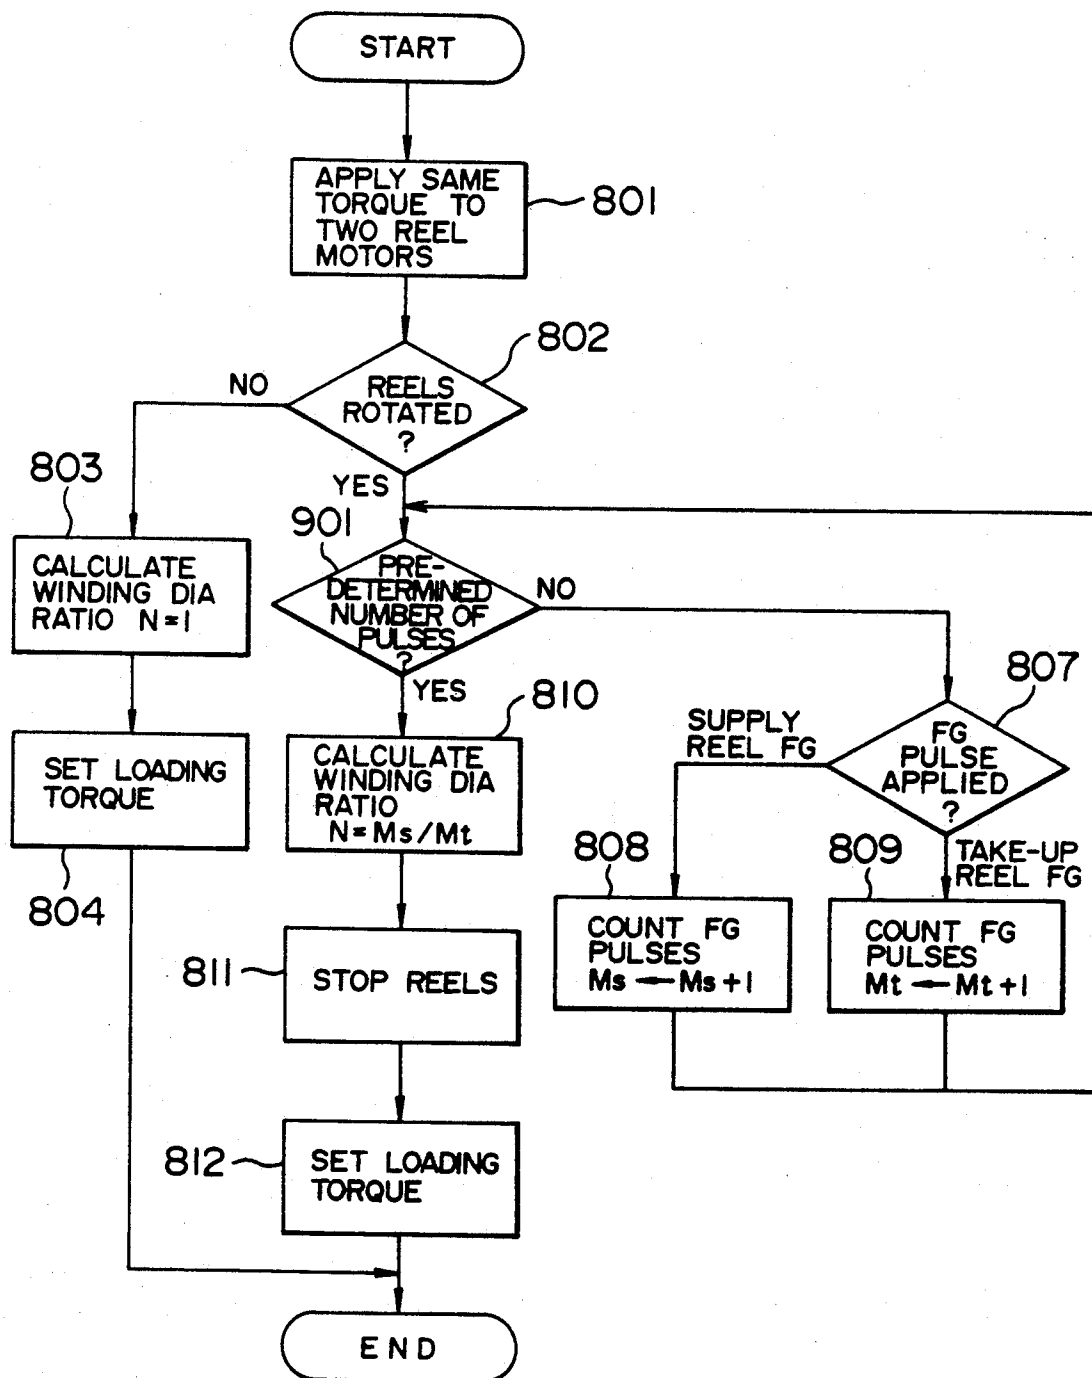 START
APPLY SAME
TORQUE TO
TWO REEL
MOTORS
801
802
REELS
ROTATED
?
NO
YES
803
CALCULATE
WINDING DIA
RATIO N=1
SET LOADING
TORQUE
804
901
PRE-
DETERMINED
NUMBER OF
PULSES
?
NO
YES
810
CALCULATE
WINDING DIA
RATIO
N=Ms/Mt
811
STOP REELS
812
SET LOADING
TORQUE
END
807
FG
PULSE
APPLIED
?
SUPPLY
REEL FG
TAKE-UP
REEL FG
808
COUNT FG
PULSES
Ms ← Ms+1
809
COUNT FG
PULSES
Mt ← Mt+1